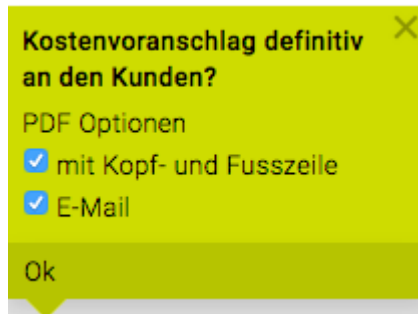 Kostenvoranschlag definitiv
an den Kunden?
PDF Optionen
mit Kopf- und Fusszeile
E-Mail
Ok